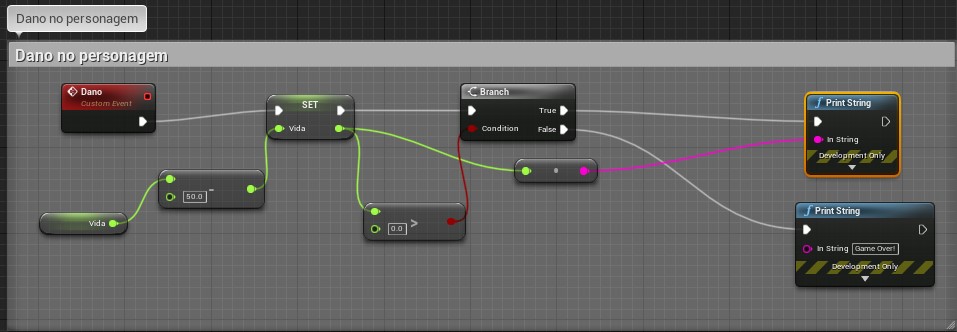 Dano no personagem
Dano no personagem
Dano
Custom Event
SET
Vida
Branch
True
Condition
False
Print String
In String
Development Only
50.0
-
Vida
0.0
>
Print String
In String Game Over!
Development Only